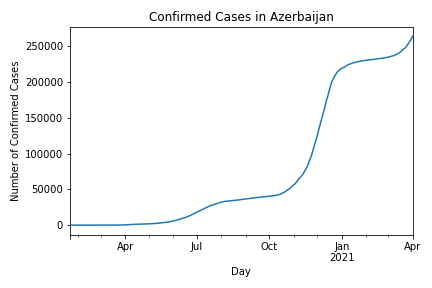 Confirmed Cases in Azerbaijan
Number of Confirmed Cases
250000
200000
150000
100000
50000
0
Apr Jul Oct Jan Apr
2021
Day